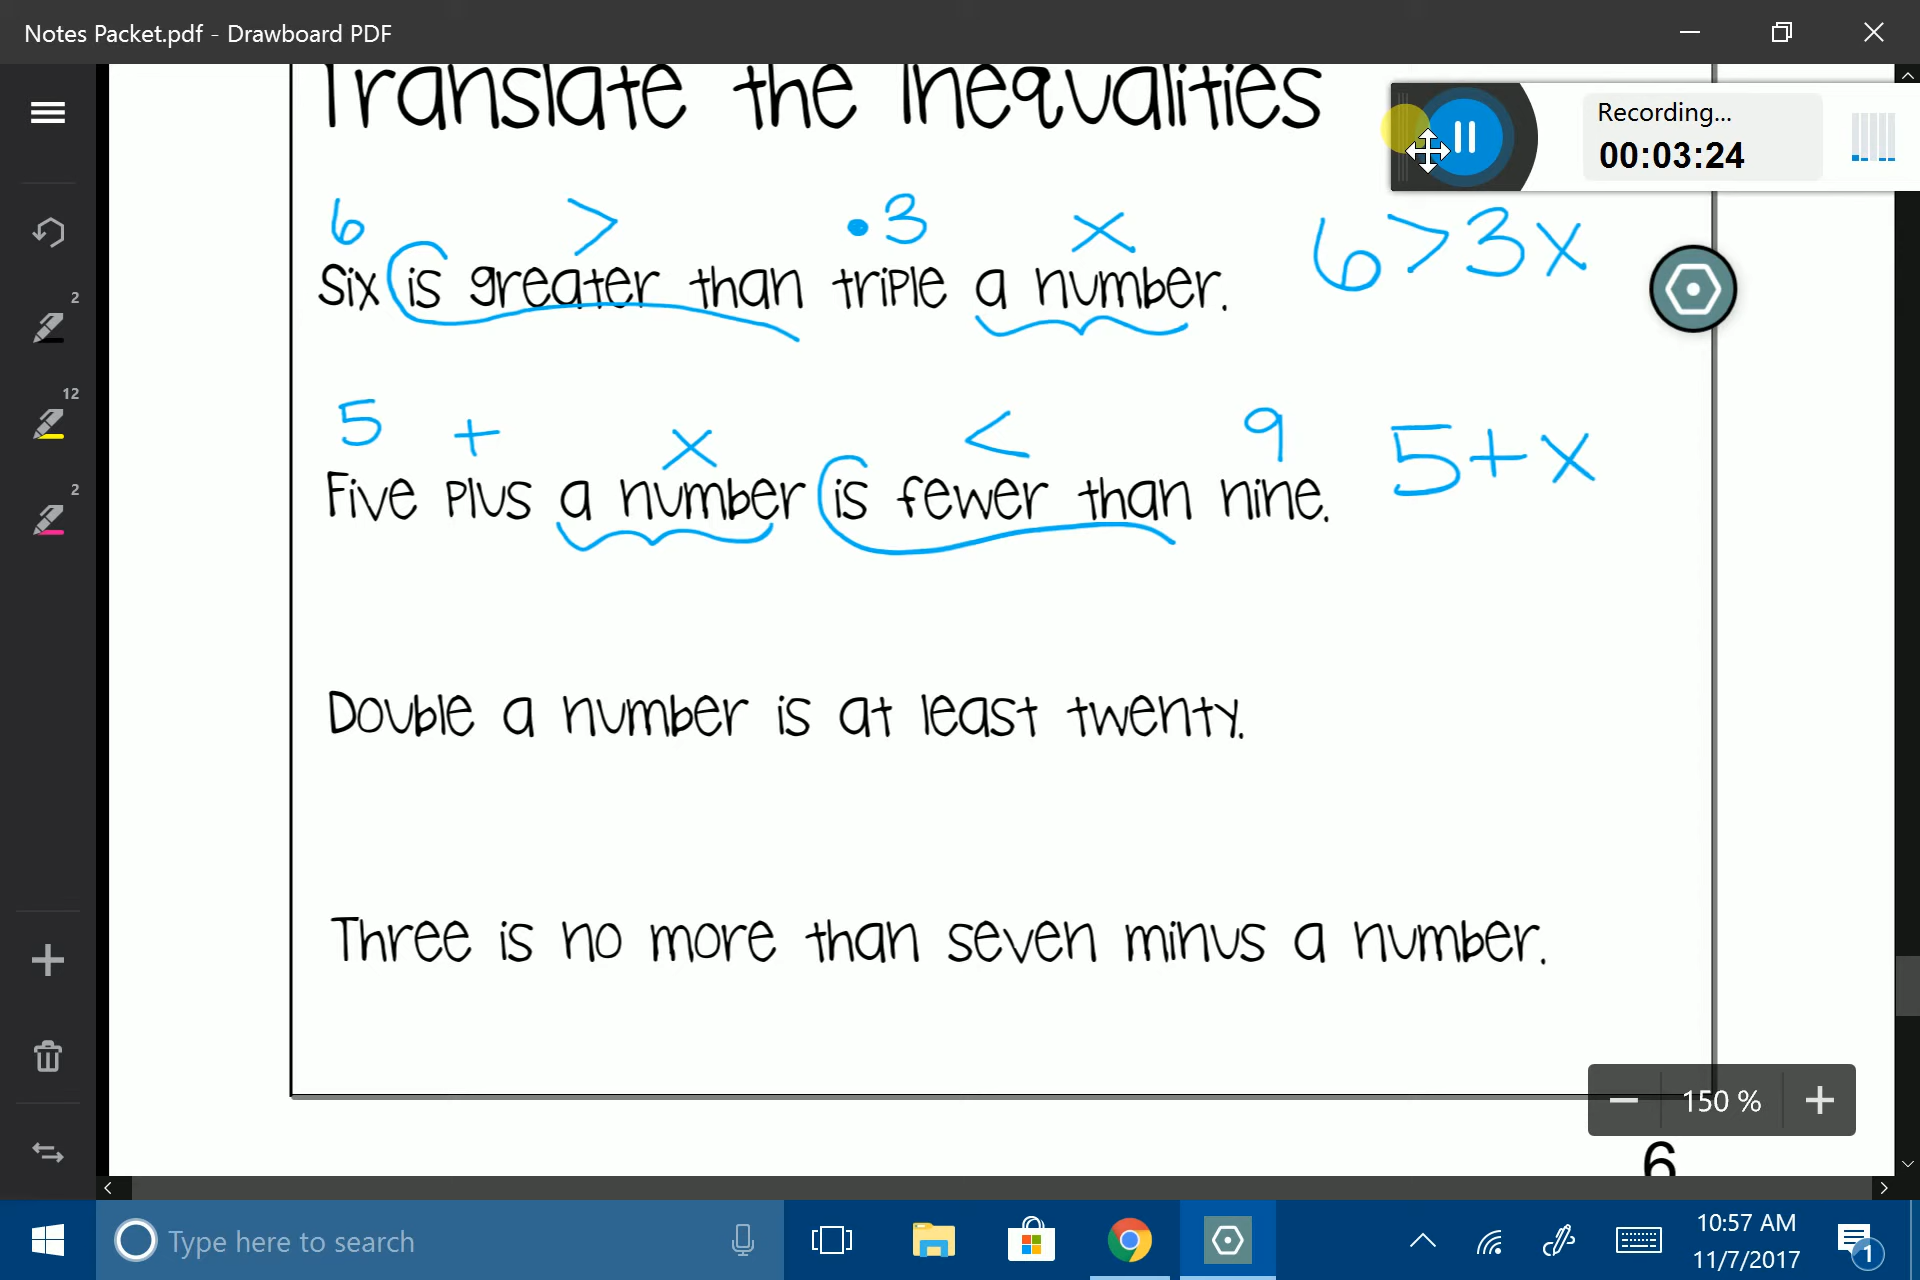 Notes Packet.pdf - Drawboard PDF
Translate the Inequalities
Recording...
00:03:24
6 > • 3 x 6>3x
Six is greater than triple a number.
2
12
5 + x < 9 5+x
Five plus a number is fewer than nine.
2
Double a number is at least twenty.
Three is no more than seven minus a number.
150 %
6
Type here to search
10:57 AM
11/7/2017
1